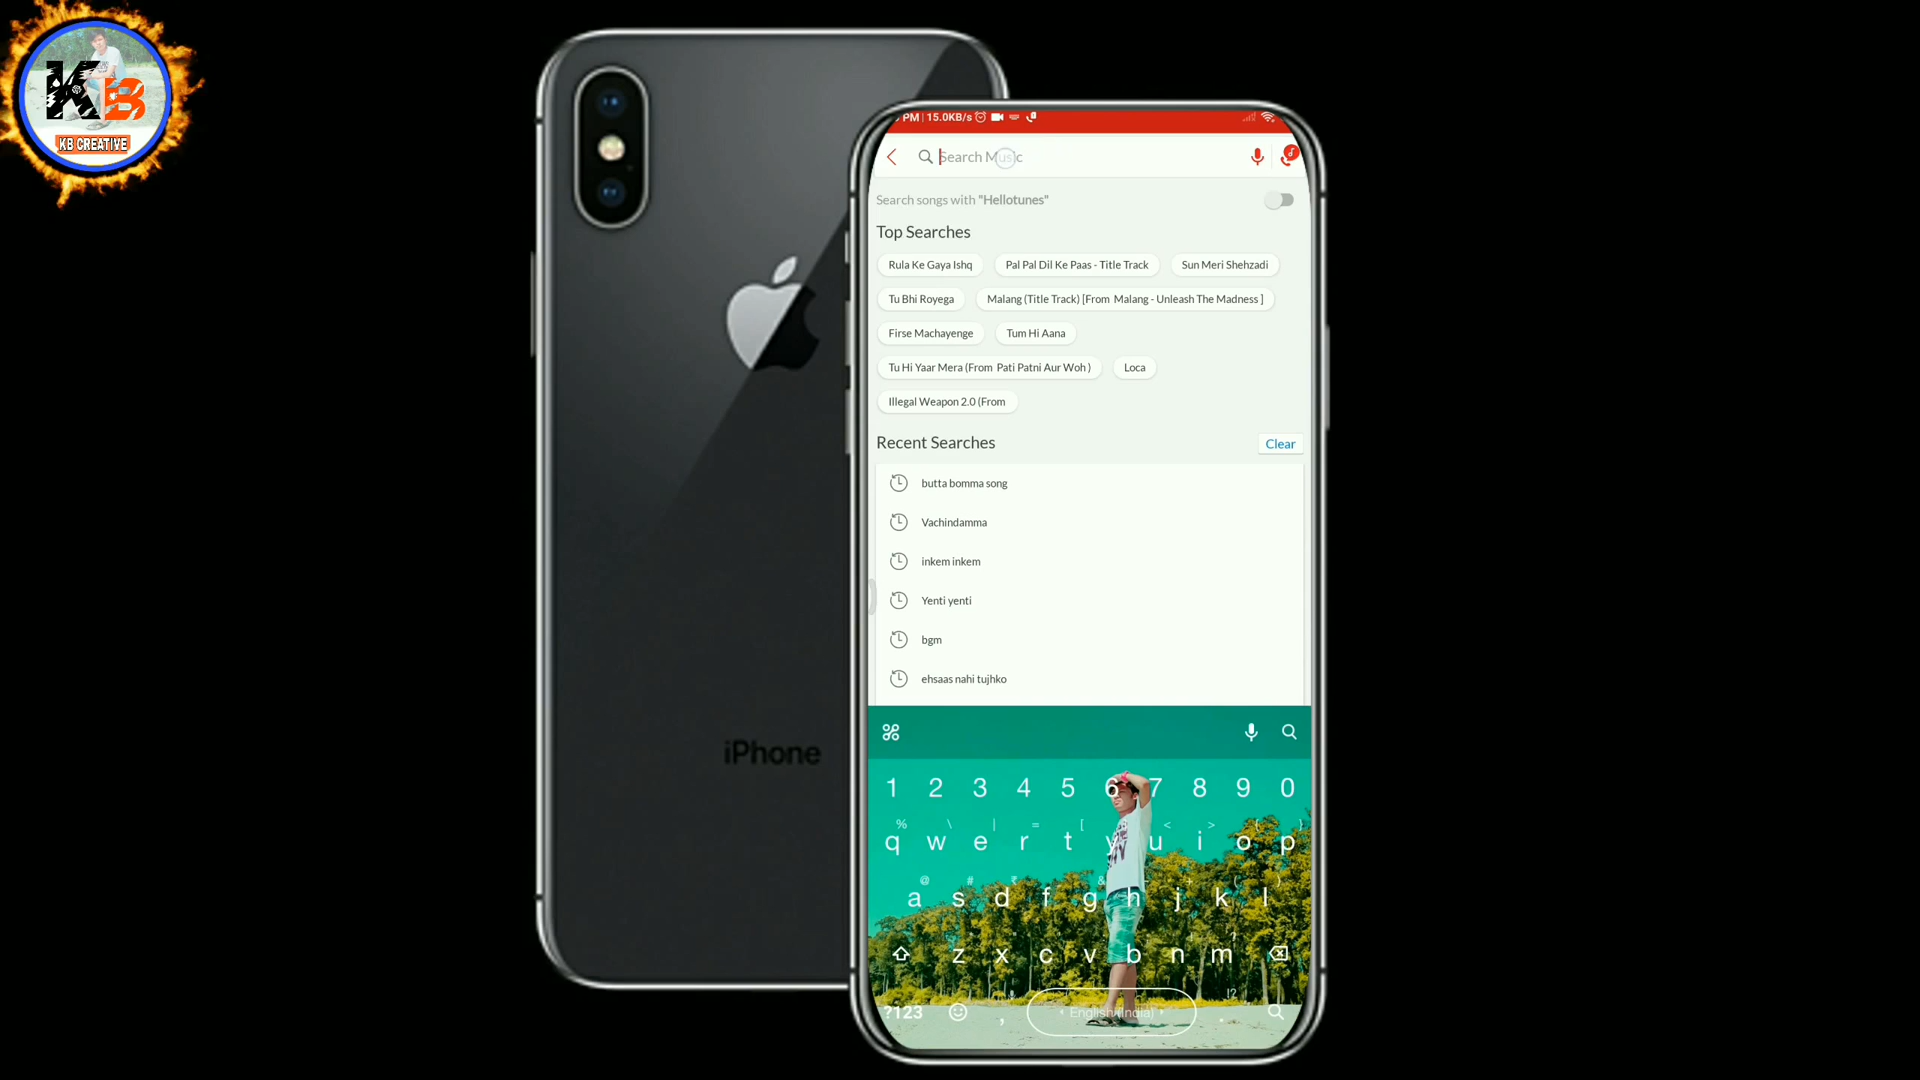 KB
KB CREATIVE
iPhone
PM | 15.0KB/s
Search Music
Search songs with "Hellotunes"
Top Searches
Rula Ke Gaya Ishq Pal Pal Dil Ke Paas - Title Track Sun Meri Shehzadi
Tu Bhi Royega Malang (Title Track) [From Malang - Unleash The Madness ]
Firse Machayenge Tum Hi Aana
Tu Hi Yaar Mera (From Pati Patni Aur Woh ) Loca
Illegal Weapon 2.0 (From
Recent Searches Clear
butta bomma song
Vachindamma
inkem inkem
Yenti yenti
bgm
ehsaas nahi tujhko
1 2 3 4 5 6 7 8 9 0
% \ | = [ < > { }
q w e r t y u i o p
@ # ₹ & - + ( )
a s d f g h j k l
z x c v b n m
!?
?123 , English (India) .